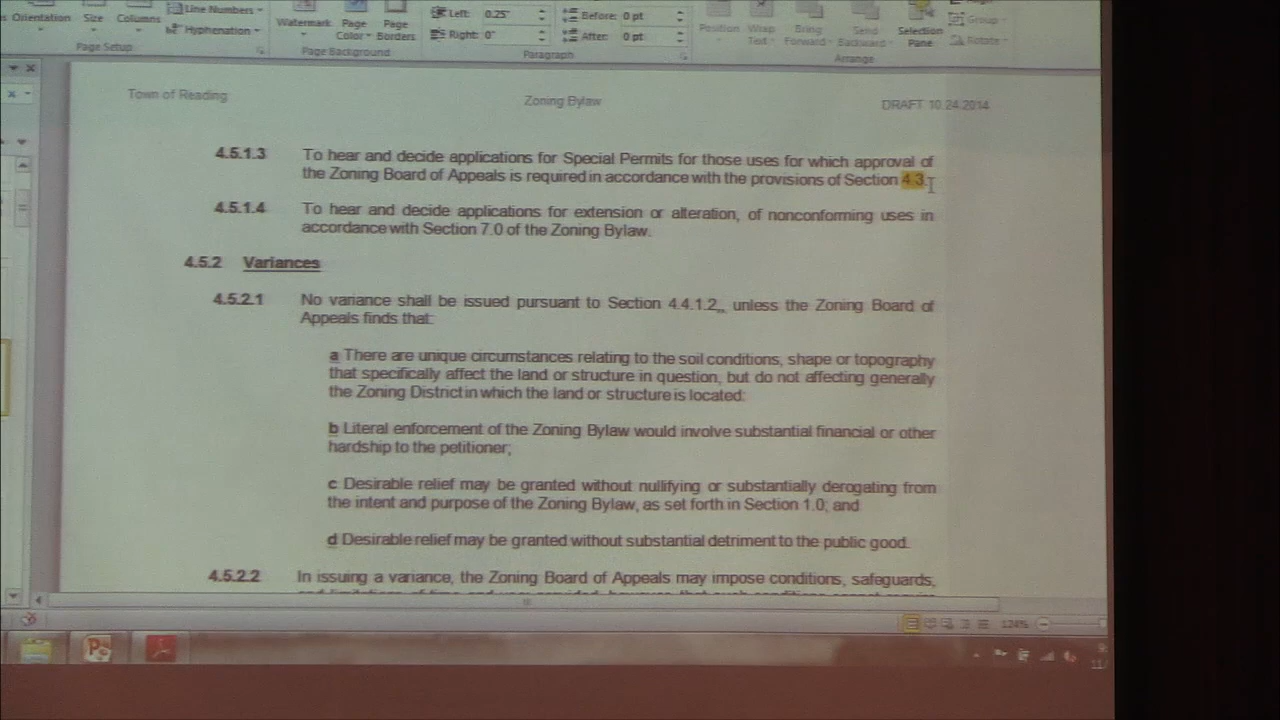 Orientation Size Columns Line Numbers Watermark Page Page Left: 0.25" Before: 0 pt Position Wrap Bring Send Selection Group
Hyphenation Color Borders Right: 0" After: 0 pt Text Forward Backward Pane Rotate
Page Setup Page Background Paragraph Arrange
Town of Reading Zoning Bylaw DRAFT 10.24.2014
4.5.1.3 To hear and decide applications for Special Permits for those uses for which approval of
the Zoning Board of Appeals is required in accordance with the provisions of Section 4.3.
4.5.1.4 To hear and decide applications for extension or alteration, of nonconforming uses in
accordance with Section 7.0 of the Zoning Bylaw.
4.5.2 Variances
4.5.2.1 No variance shall be issued pursuant to Section 4.4.1.2,, unless the Zoning Board of
Appeals finds that:
a There are unique circumstances relating to the soil conditions, shape or topography
that specifically affect the land or structure in question, but do not affecting generally
the Zoning District in which the land or structure is located:
b Literal enforcement of the Zoning Bylaw would involve substantial financial or other
hardship to the petitioner;
c Desirable relief may be granted without nullifying or substantially derogating from
the intent and purpose of the Zoning Bylaw, as set forth in Section 1.0; and
d Desirable relief may be granted without substantial detriment to the public good.
4.5.2.2 In issuing a variance, the Zoning Board of Appeals may impose conditions, safeguards,
124%